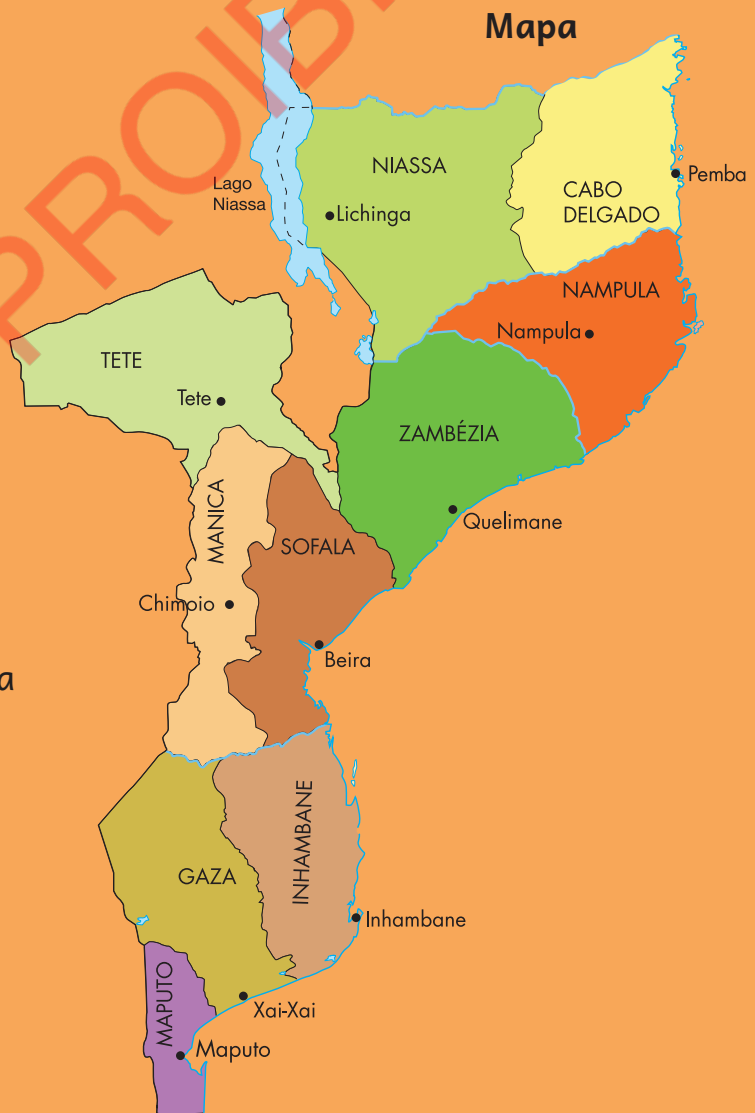 Mapa
PROIB
NIASSA
Lago
Niassa
Lichinga
CABO
DELGADO
Pemba
NAMPULA
Nampula
TETE
Tete
ZAMBÉZIA
Quelimane
MANICA
SOFALA
Chimoio
Beira
a
INHAMBANE
GAZA
Inhambane
MAPUTO
Xai-Xai
Maputo